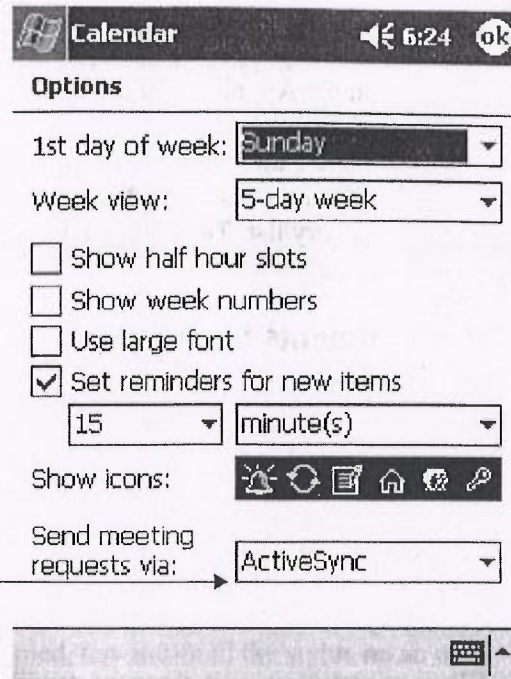 Calendar 6:24 ok
Options
1st day of week: Sunday
Week view: 5-day week
Show half hour slots
Show week numbers
Use large font
Set reminders for new items
15 minute(s)
Show icons:
Send meeting
requests via: ActiveSync